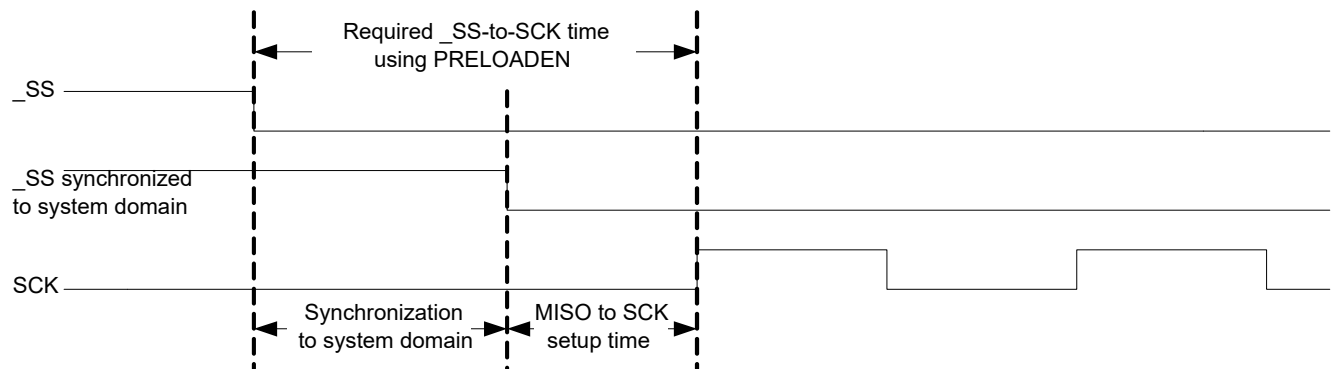 Required _SS-to-SCK time
using PRELOADEN
_SS
_SS synchronized
to system domain
SCK
Synchronization
to system domain
MISO to SCK
setup time